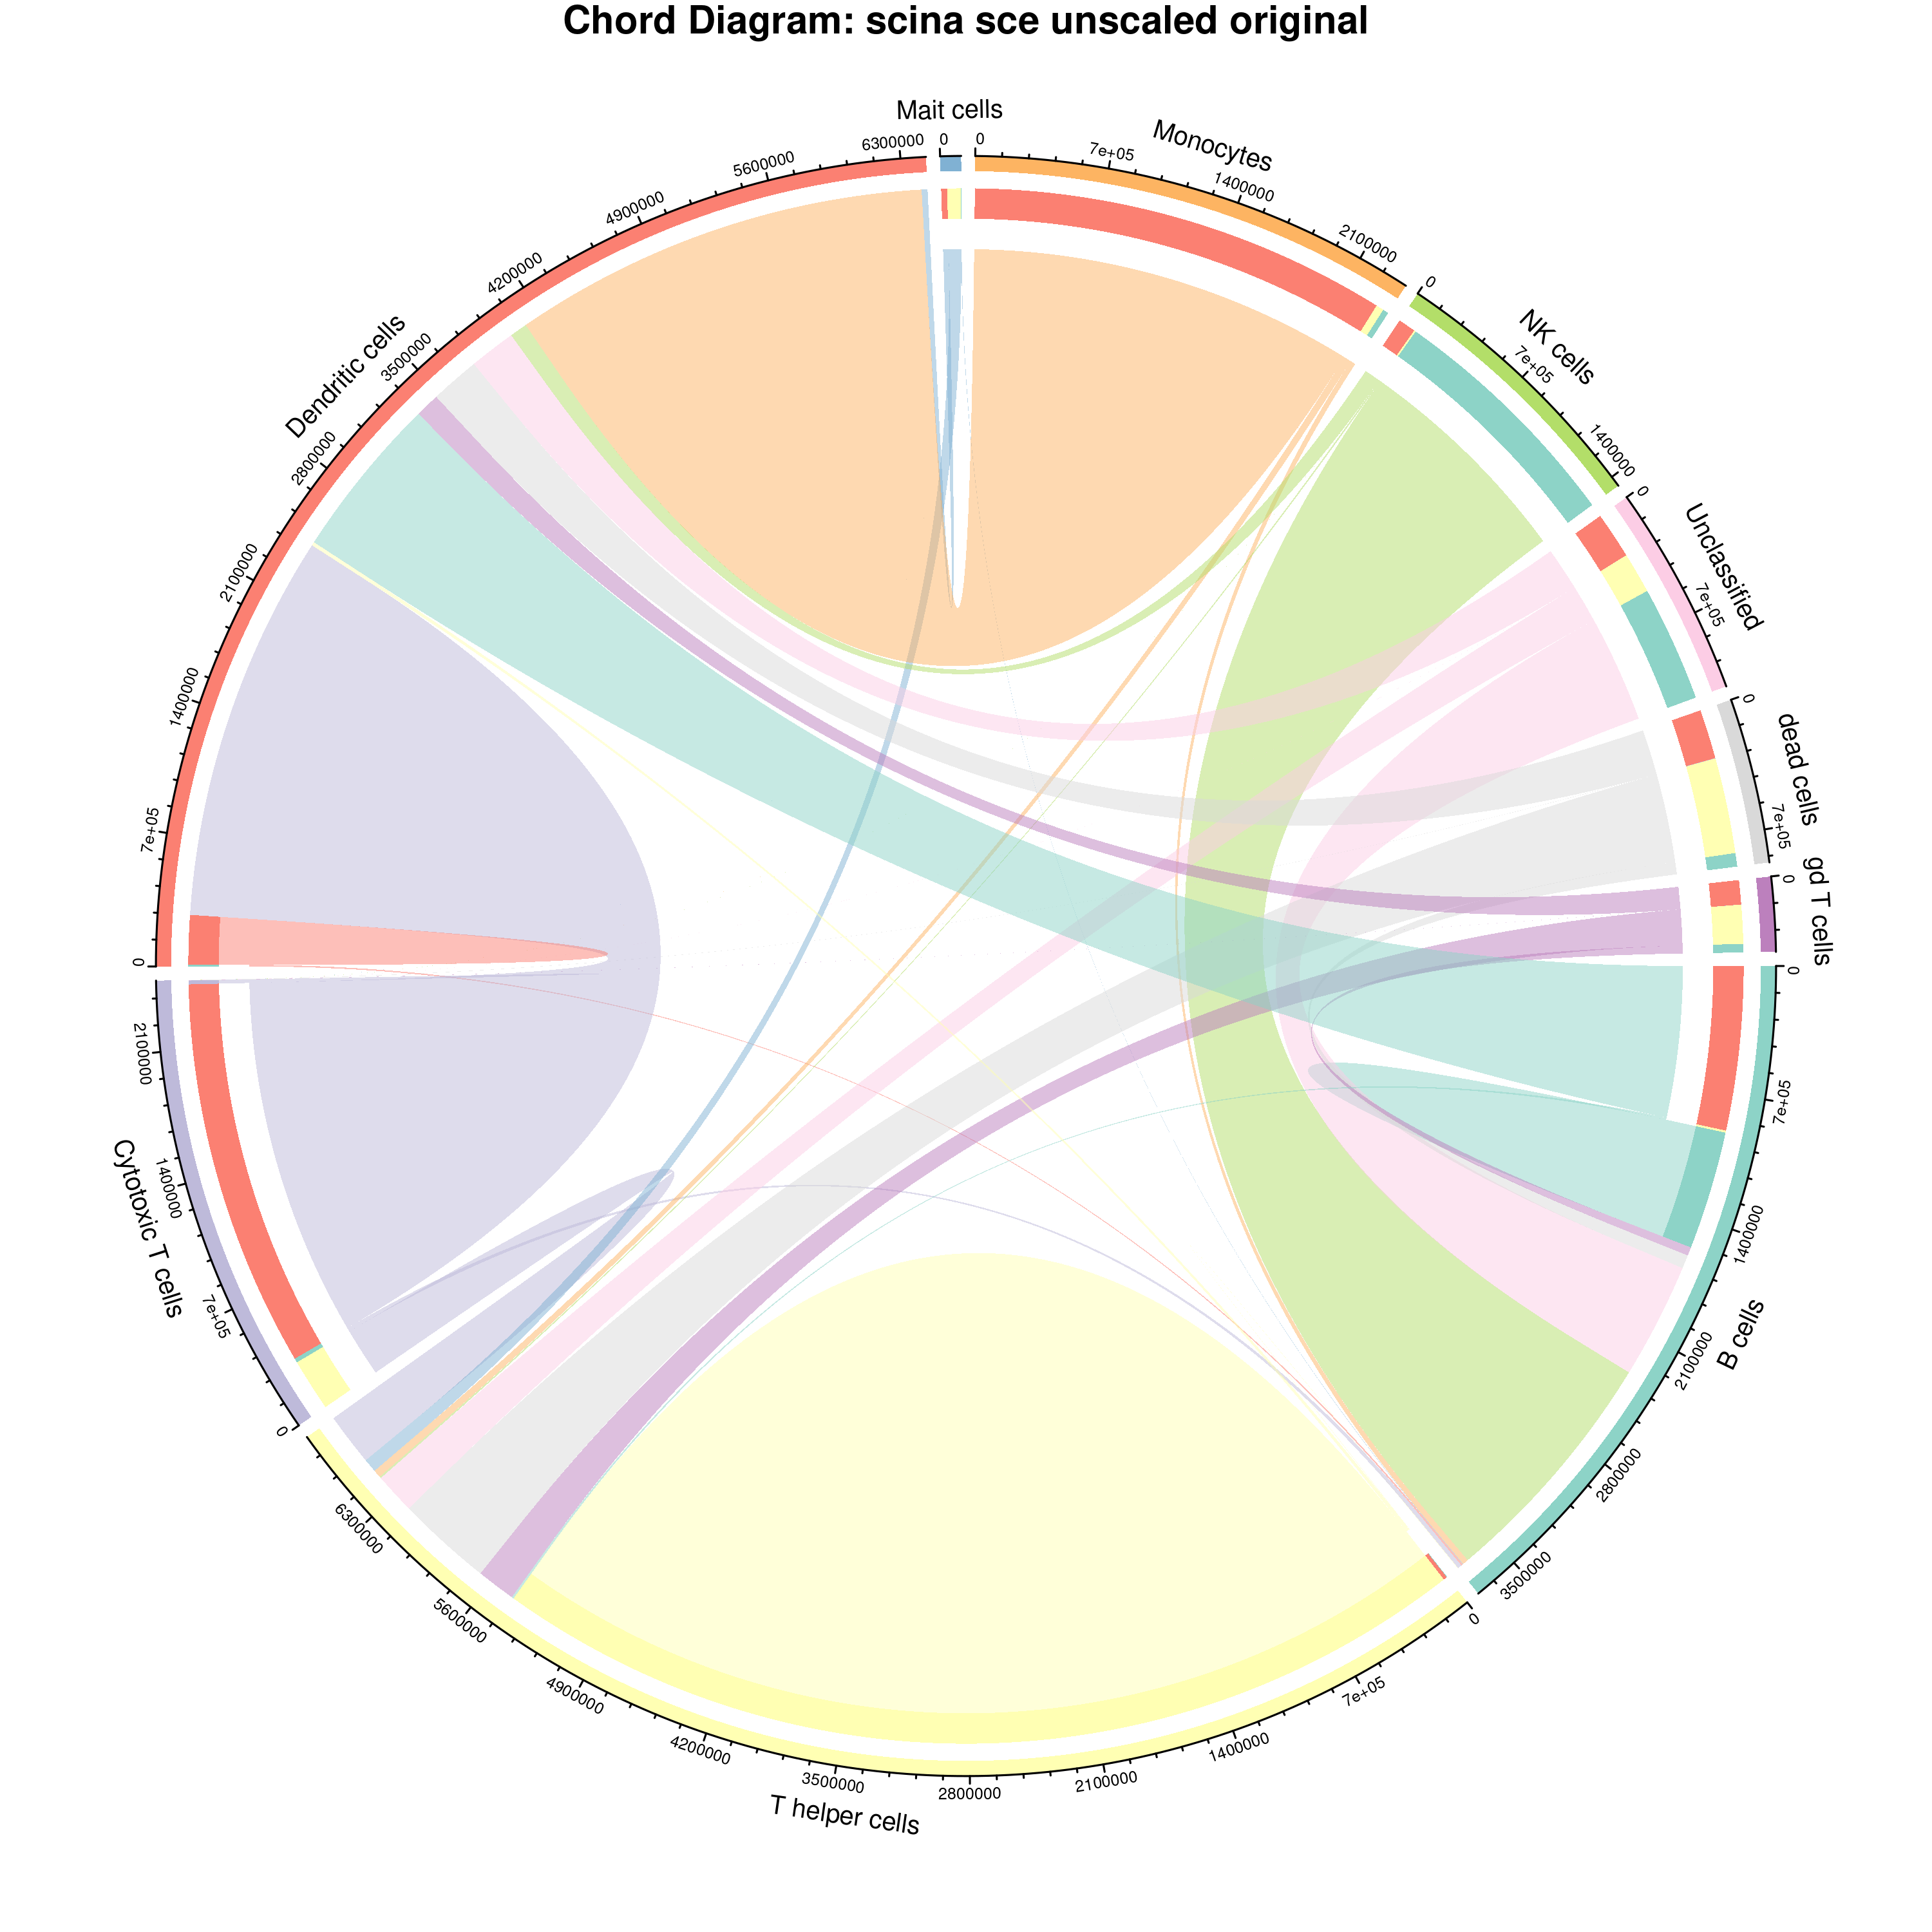 Chord Diagram: scina sce unscaled original
Mait cells
0
Monocytes
0
7e+05
1400000
2100000
NK cells
0
7e+05
1400000
Unclassified
0
7e+05
dead cells
0
7e+05
gd T cells
0
B cells
0
7e+05
1400000
2100000
2800000
3500000
T helper cells
0
7e+05
1400000
2100000
2800000
3500000
4200000
4900000
5600000
6300000
Cytotoxic T cells
0
7e+05
1400000
2100000
Dendritic cells
0
7e+05
1400000
2100000
2800000
3500000
4200000
4900000
5600000
6300000